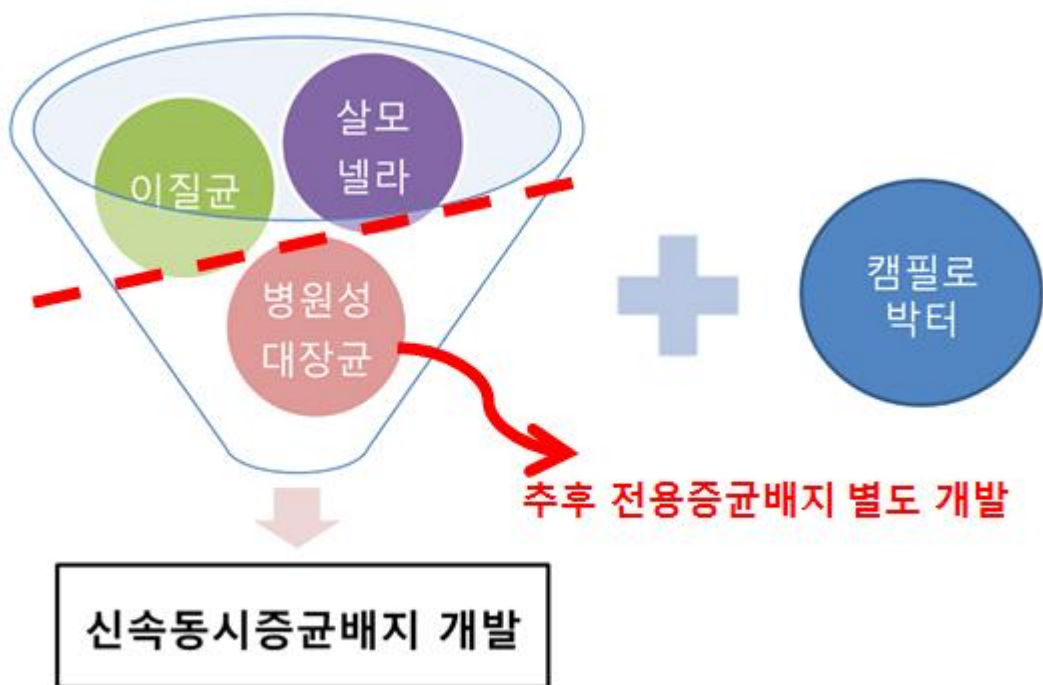 이질균
살모
넬라
병원성
대장균
캠필로
박터
추후 전용증균배지 별도 개발
신속동시증균배지 개발